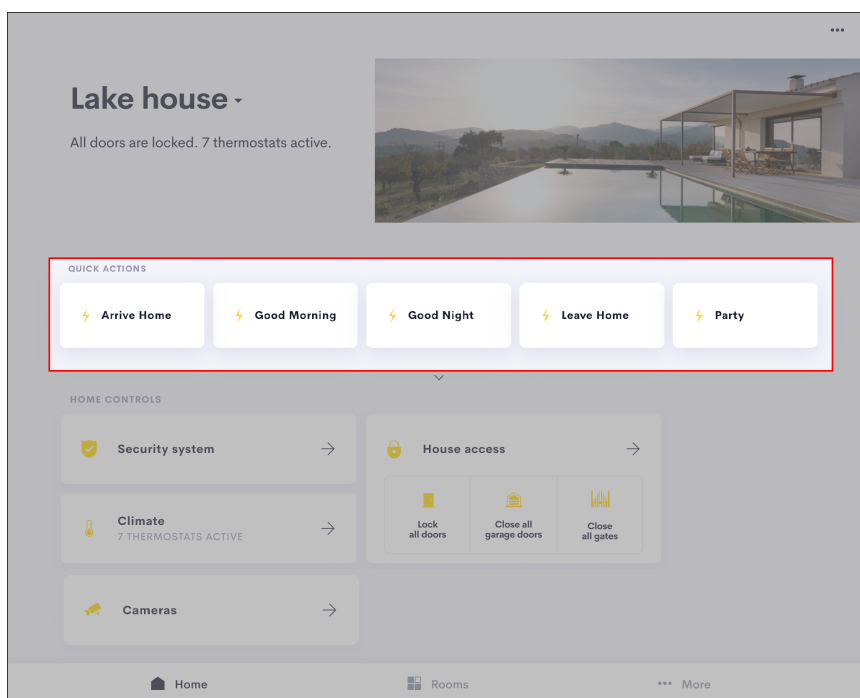 Lake house
All doors are locked. 7 thermostats active.
QUICK ACTIONS
Arrive Home
Good Morning
Good Night
Leave Home
Party
HOME CONTROLS
Security system
House access
Lock
all doors
Close all
garage doors
Close
all gates
Climate
7 THERMOSTATS ACTIVE
Cameras
Home
Rooms
More